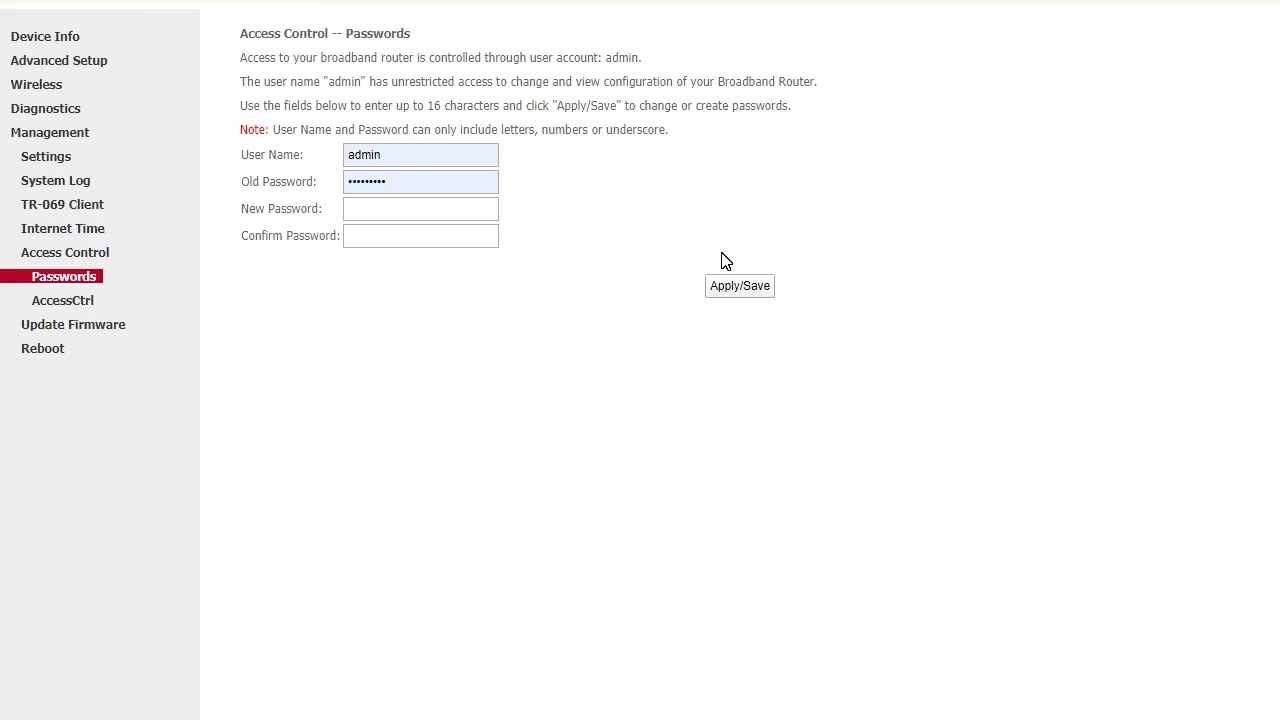 Device Info
Advanced Setup
Wireless
Diagnostics
Management
Settings
System Log
TR-069 Client
Internet Time
Access Control
Passwords
AccessCtrl
Update Firmware
Reboot
Access Control -- Passwords
Access to your broadband router is controlled through user account: admin.
The user name "admin" has unrestricted access to change and view configuration of your Broadband Router.
Use the fields below to enter up to 16 characters and click "Apply/Save" to change or create passwords.
Note: User Name and Password can only include letters, numbers or underscore.
User Name: admin
Old Password: •••••••••
New Password:
Confirm Password:
Apply/Save